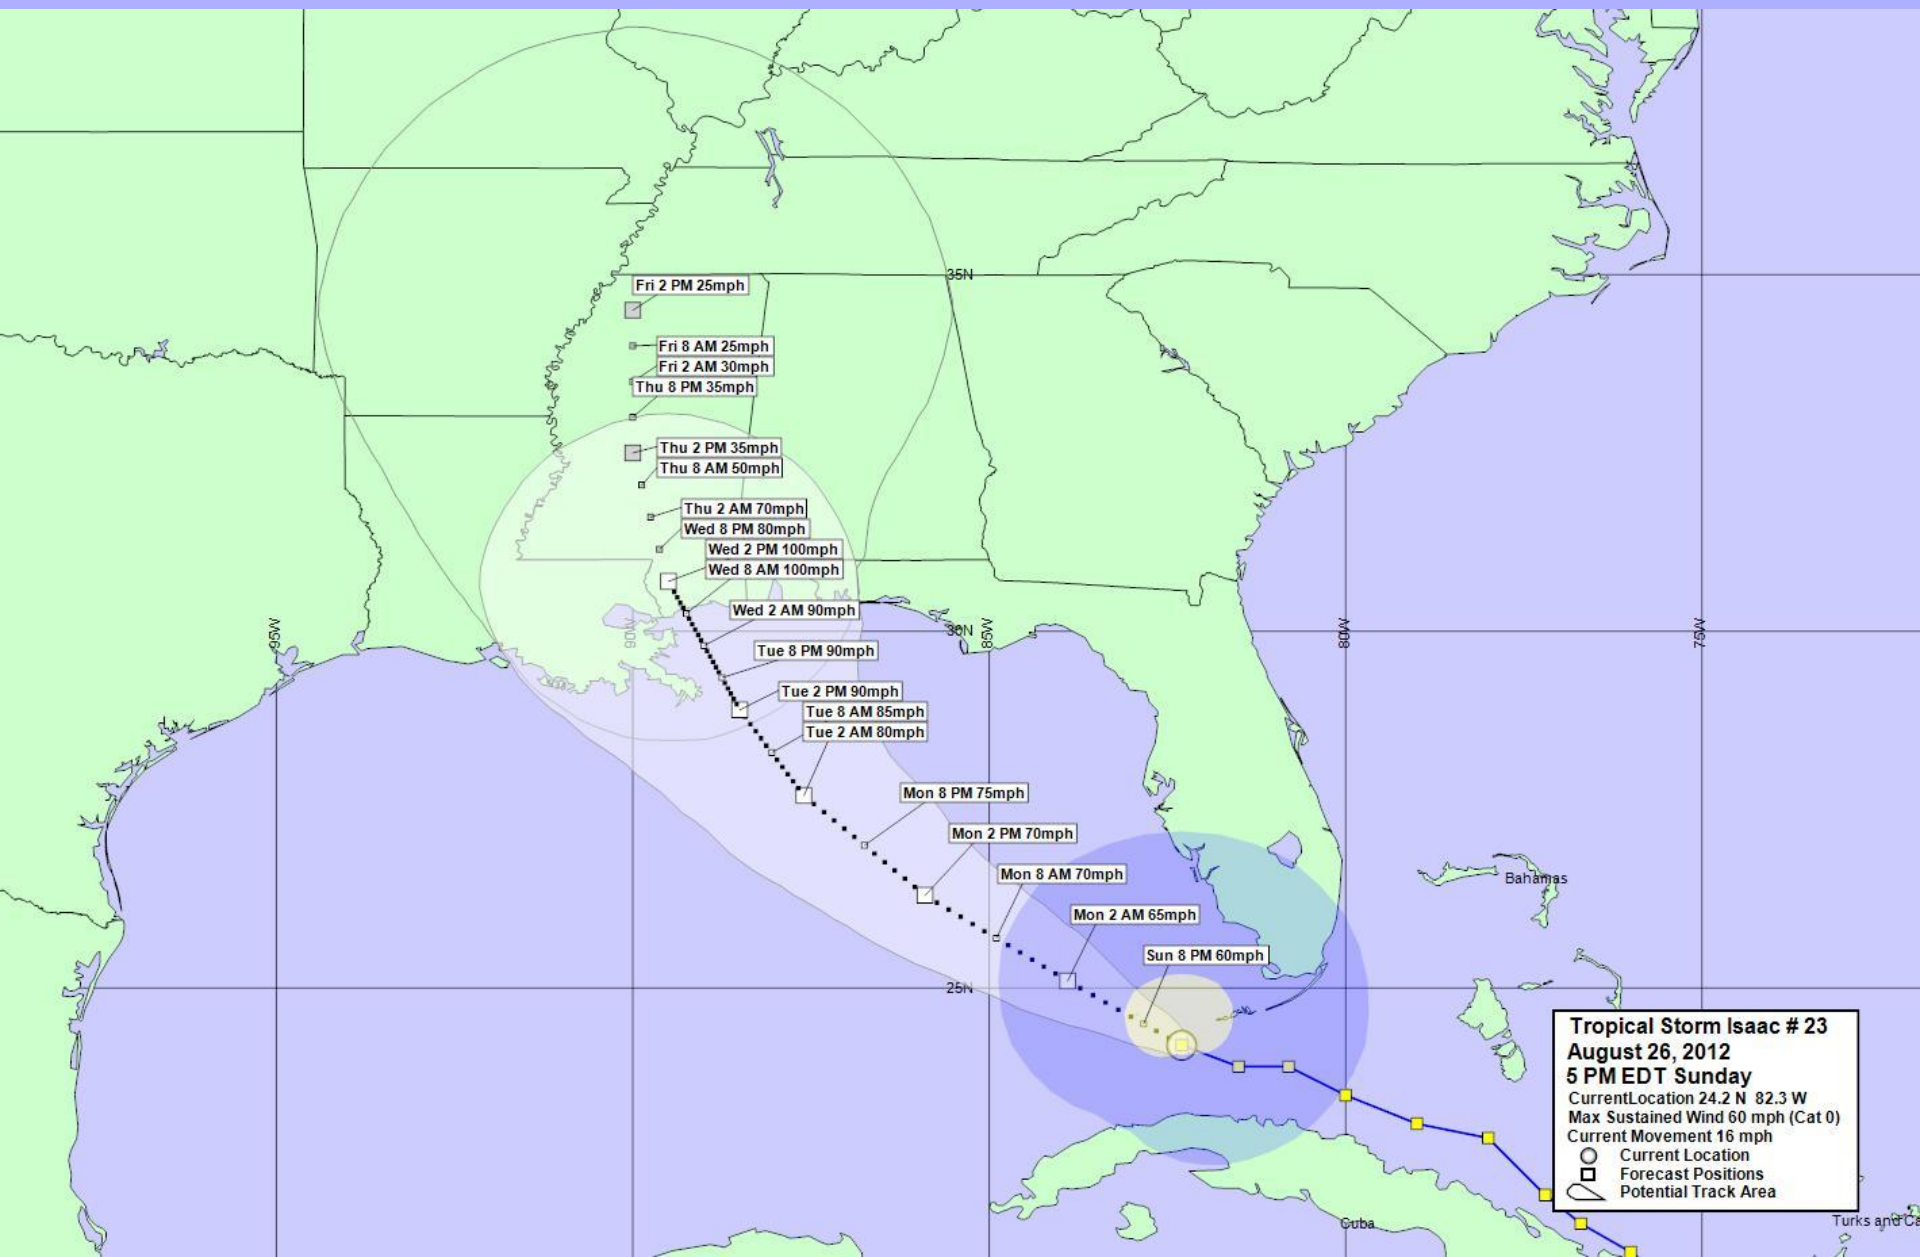 35N
Fri 2 PM 25mph
Fri 8 AM 25mph
Fri 2 AM 30mph
Thu 8 PM 35mph
Thu 2 PM 35mph
Thu 8 AM 50mph
Thu 2 AM 70mph
Wed 8 PM 80mph
Wed 2 PM 100mph
Wed 8 AM 100mph
Wed 2 AM 90mph
95W
90W
30N
85W
80W
75W
Tue 8 PM 90mph
Tue 2 PM 90mph
Tue 8 AM 85mph
Tue 2 AM 80mph
Mon 8 PM 75mph
Mon 2 PM 70mph
Mon 8 AM 70mph
Bahamas
Mon 2 AM 65mph
Sun 8 PM 60mph
25N
Tropical Storm Isaac # 23
August 26, 2012
5 PM EDT Sunday
CurrentLocation 24.2 N 82.3 W
Max Sustained Wind 60 mph (Cat 0)
Current Movement 16 mph
Current Location
Forecast Positions
Potential Track Area
Cuba
Turks and Ca